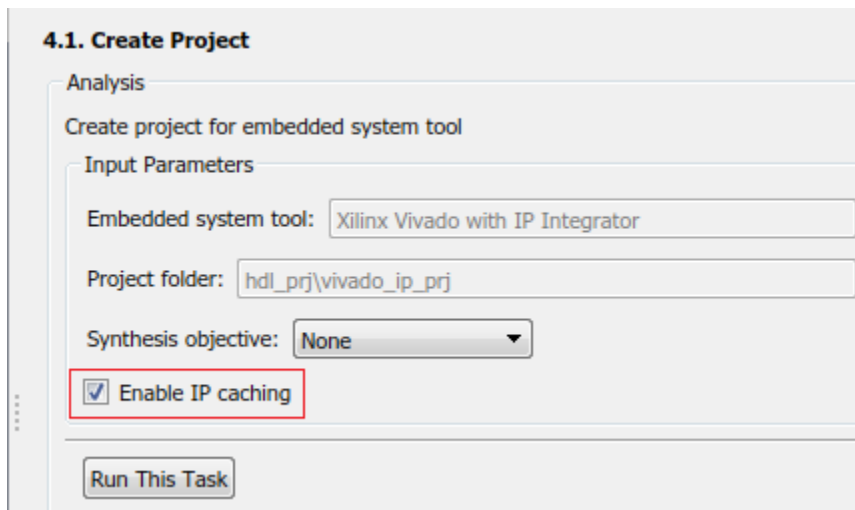 4.1. Create Project
Analysis
Create project for embedded system tool
Input Parameters
Embedded system tool: Xilinx Vivado with IP Integrator
Project folder: hdl_prj\vivado_ip_prj
Synthesis objective: None
Enable IP caching
Run This Task